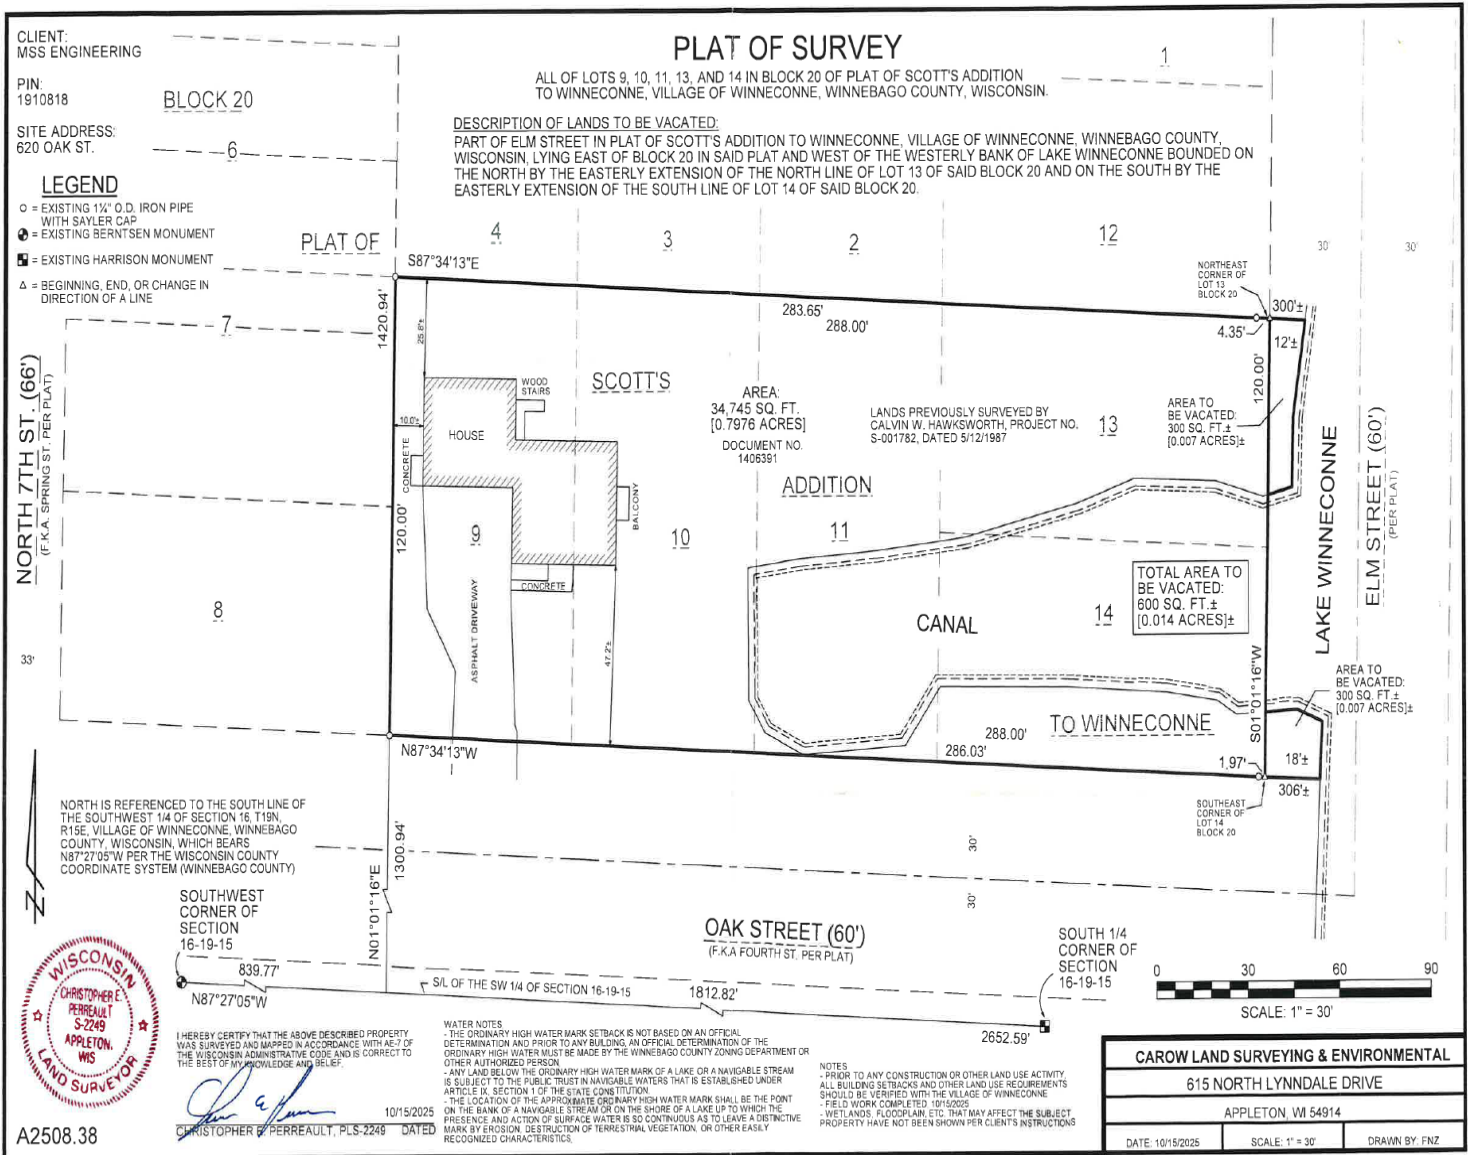 CLIENT:
MSS ENGINEERING
PIN:
1910818
SITE ADDRESS:
620 OAK ST.
BLOCK 20
6
PLAT OF SURVEY
ALL OF LOTS 9, 10, 11, 13, AND 14 IN BLOCK 20 OF PLAT OF SCOTT'S ADDITION
TO WINNECONNE, VILLAGE OF WINNECONNE, WINNEBAGO COUNTY, WISCONSIN.
1
DESCRIPTION OF LANDS TO BE VACATED:
PART OF ELM STREET IN PLAT OF SCOTT'S ADDITION TO WINNECONNE, VILLAGE OF WINNECONNE, WINNEBAGO COUNTY,
WISCONSIN, LYING EAST OF BLOCK 20 IN SAID PLAT AND WEST OF THE WESTERLY BANK OF LAKE WINNECONNE BOUNDED ON
THE NORTH BY THE EASTERLY EXTENSION OF THE NORTH LINE OF LOT 13 OF SAID BLOCK 20 AND ON THE SOUTH BY THE
EASTERLY EXTENSION OF THE SOUTH LINE OF LOT 14 OF SAID BLOCK 20.
LEGEND
O = EXISTING 1¼" O.D. IRON PIPE
WITH SAYLER CAP
= EXISTING BERNTSEN MONUMENT
= EXISTING HARRISON MONUMENT
Δ = BEGINNING, END, OR CHANGE IN
DIRECTION OF A LINE
PLAT OF
4
3
2
12
30'
30'
S87°34'13"E
NORTHEAST
CORNER OF
LOT 13
BLOCK 20
283.65'
288.00'
300'±
4.35'
12'±
1420.94'
25.8'±
7
NORTH 7TH ST. (66')
(F.K.A. SPRING ST. PER PLAT)
10.0'±
CONCRETE
HOUSE
WOOD
STAIRS
SCOTT'S
AREA:
34,745 SQ. FT.
[0.7976 ACRES]
DOCUMENT NO.
1406391
LANDS PREVIOUSLY SURVEYED BY
CALVIN W. HAWKSWORTH, PROJECT NO.
S-001782, DATED 5/12/1987
13
AREA TO
BE VACATED:
300 SQ. FT.±
[0.007 ACRES]±
120.00'
LAKE WINNECONNE
ELM STREET (60')
(PER PLAT)
ADDITION
BALCONY
120.00'
9
10
11
CONCRETE
ASPHALT DRIVEWAY
47.2'±
8
33'
CANAL
14
TOTAL AREA TO
BE VACATED:
600 SQ. FT.±
[0.014 ACRES]±
S01°01'16"W
AREA TO
BE VACATED:
300 SQ. FT.±
[0.007 ACRES]±
TO WINNECONNE
288.00'
286.03'
N87°34'13"W
1.97'
18'±
306'±
SOUTHEAST
CORNER OF
LOT 14
BLOCK 20
NORTH IS REFERENCED TO THE SOUTH LINE OF
THE SOUTHWEST 1/4 OF SECTION 16, T19N,
R15E, VILLAGE OF WINNECONNE, WINNEBAGO
COUNTY, WISCONSIN, WHICH BEARS
N87°27'05"W PER THE WISCONSIN COUNTY
COORDINATE SYSTEM (WINNEBAGO COUNTY)
N
1300.94'
N01°01'16"E
30'
30'
SOUTHWEST
CORNER OF
SECTION
16-19-15
839.77'
N87°27'05"W
OAK STREET (60')
(F.K.A FOURTH ST. PER PLAT)
S/L OF THE SW 1/4 OF SECTION 16-19-15
1812.82'
2652.59'
SOUTH 1/4
CORNER OF
SECTION
16-19-15
0 30 60 90
SCALE: 1" = 30'
WISCONSIN
CHRISTOPHER E.
PERREAULT
S-2249
APPLETON,
WIS
LAND SURVEYOR
I HEREBY CERTIFY THAT THE ABOVE DESCRIBED PROPERTY
WAS SURVEYED AND MAPPED IN ACCORDANCE WITH AE-7 OF
THE WISCONSIN ADMINISTRATIVE CODE AND IS CORRECT TO
THE BEST OF MY KNOWLEDGE AND BELIEF.
10/15/2025
CHRISTOPHER E. PERREAULT, PLS-2249 DATED
A2508.38
WATER NOTES
- THE ORDINARY HIGH WATER MARK SETBACK IS NOT BASED ON AN OFFICIAL
DETERMINATION AND PRIOR TO ANY BUILDING, AN OFFICIAL DETERMINATION OF THE
ORDINARY HIGH WATER MUST BE MADE BY THE WINNEBAGO COUNTY ZONING DEPARTMENT OR
OTHER AUTHORIZED PERSON.
- ANY LAND BELOW THE ORDINARY HIGH WATER MARK OF A LAKE OR A NAVIGABLE STREAM
IS SUBJECT TO THE PUBLIC TRUST IN NAVIGABLE WATERS THAT IS ESTABLISHED UNDER
ARTICLE IX, SECTION 1 OF THE STATE CONSTITUTION.
- THE LOCATION OF THE APPROXIMATE ORDINARY HIGH WATER MARK SHALL BE THE POINT
ON THE BANK OF A NAVIGABLE STREAM OR ON THE SHORE OF A LAKE UP TO WHICH THE
PRESENCE AND ACTION OF SURFACE WATER IS SO CONTINUOUS AS TO LEAVE A DISTINCTIVE
MARK BY EROSION, DESTRUCTION OF TERRESTRIAL VEGETATION, OR OTHER EASILY
RECOGNIZED CHARACTERISTICS.
NOTES
- PRIOR TO ANY CONSTRUCTION OR OTHER LAND USE ACTIVITY,
ALL BUILDING SETBACKS AND OTHER LAND USE REQUIREMENTS
SHOULD BE VERIFIED WITH THE VILLAGE OF WINNECONNE
- FIELD WORK COMPLETED 10/15/2025
- WETLANDS, FLOODPLAIN, ETC. THAT MAY AFFECT THE SUBJECT
PROPERTY HAVE NOT BEEN SHOWN PER CLIENT'S INSTRUCTIONS
CAROW LAND SURVEYING & ENVIRONMENTAL
615 NORTH LYNNDALE DRIVE
APPLETON, WI 54914
DATE: 10/15/2025 SCALE: 1" = 30' DRAWN BY: FNZ